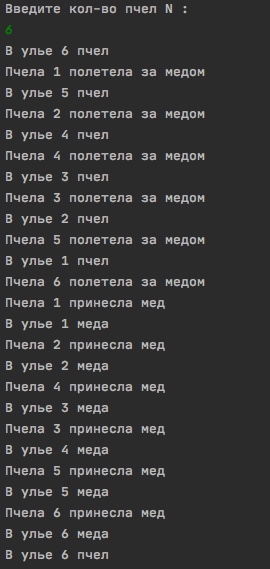 Введите кол-во пчел N :
6
В улье 6 пчел
Пчела 1 полетела за медом
В улье 5 пчел
Пчела 2 полетела за медом
В улье 4 пчел
Пчела 4 полетела за медом
В улье 3 пчел
Пчела 3 полетела за медом
В улье 2 пчел
Пчела 5 полетела за медом
В улье 1 пчел
Пчела 6 полетела за медом
Пчела 1 принесла мед
В улье 1 меда
Пчела 2 принесла мед
В улье 2 меда
Пчела 4 принесла мед
В улье 3 меда
Пчела 3 принесла мед
В улье 4 меда
Пчела 5 принесла мед
В улье 5 меда
Пчела 6 принесла мед
В улье 6 меда
В улье 6 пчел